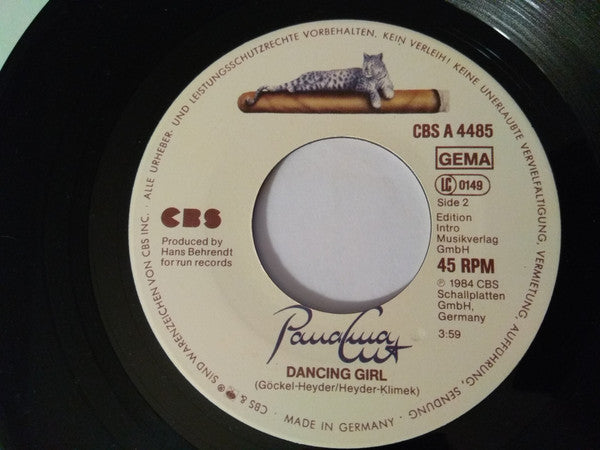 ALLE URHEBER- UND LEISTUNGSSCHUTZRECHTE VORBEHALTEN. KEIN VERLEIH! KEINE UNERLAUBTE VERVIELFÄLTIGUNG, VERMIETUNG, AUFFÜHRUNG, SENDUNG!
CBS A 4485
GEMA
LC 0149
Side 2
Edition
Intro
Musikverlag
GmbH
45 RPM
℗ 1984 CBS
Schallplatten
GmbH,
Germany
3:59
CBS
Produced by
Hans Behrendt
for run records
Panama Cut
DANCING GIRL
(Göckel-Heyder/Heyder-Klimek)
· MADE IN GERMANY ·
CBS & SIND WARENZEICHEN VON CBS INC. ·